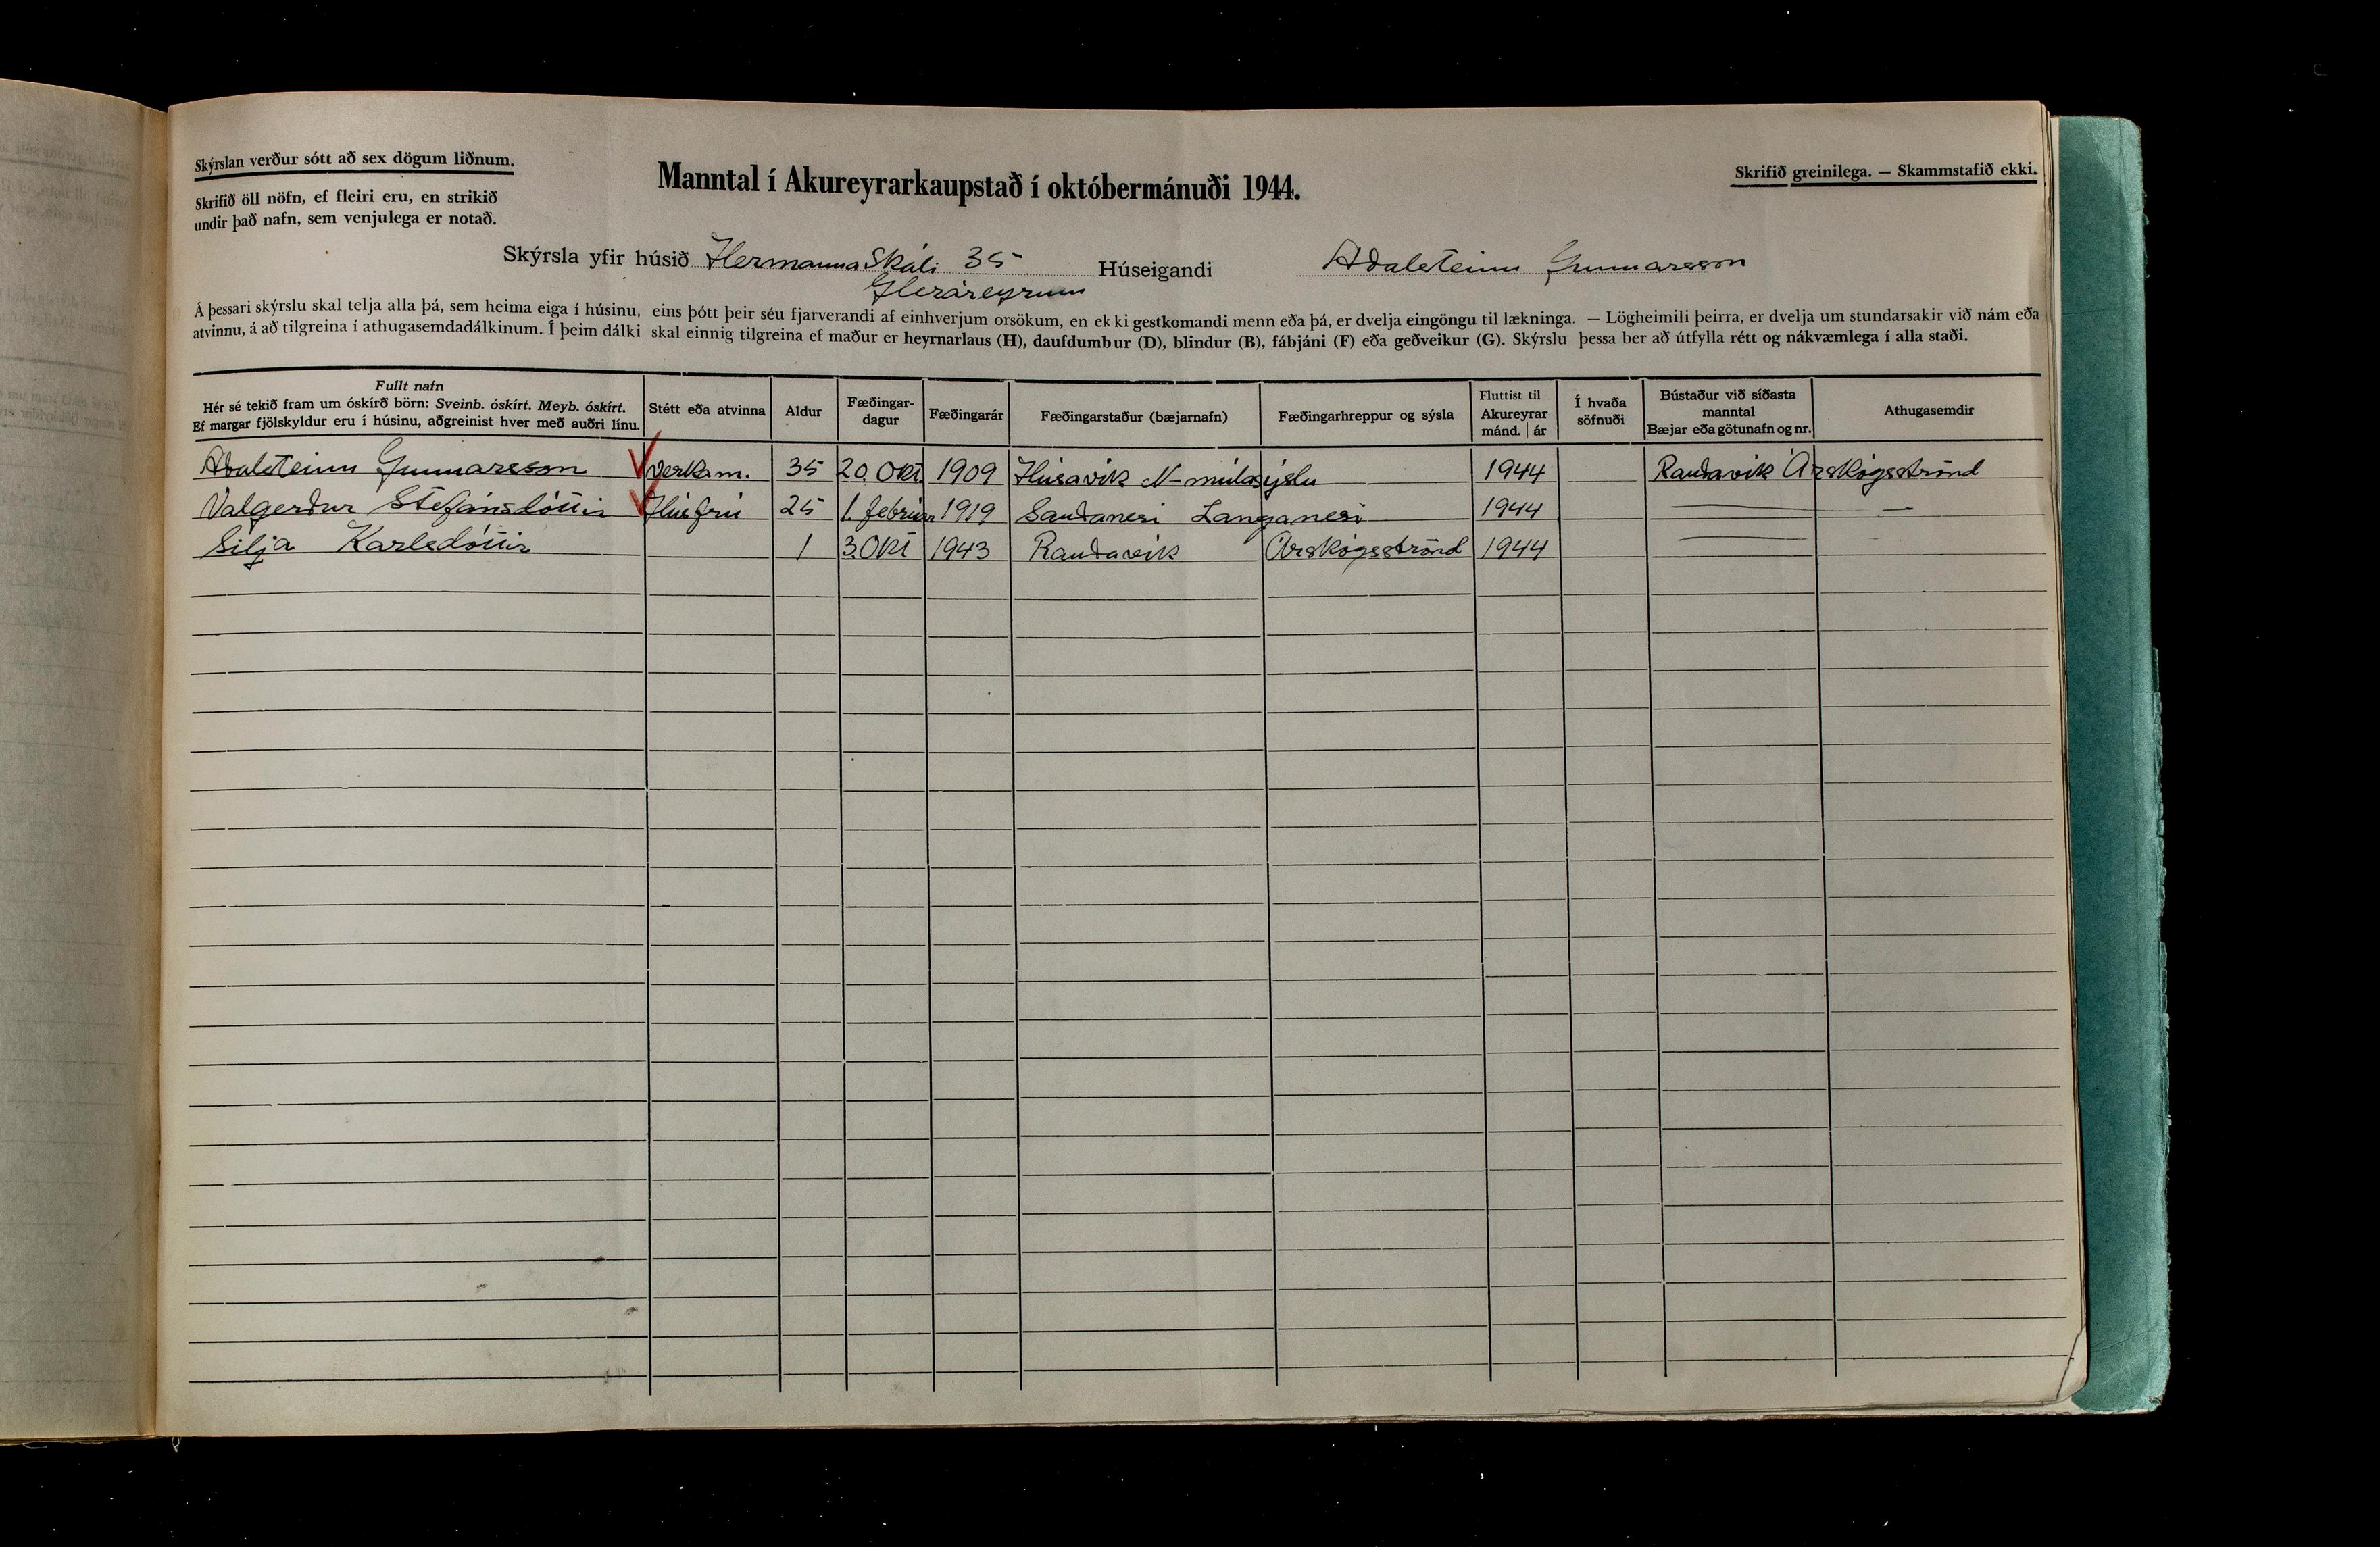 Skýrslan verður sótt að sex dögum liðnum.
Skrifið öll nöfn, ef fleiri eru, en strikið
undir það nafn, sem venjulega er notað.
Manntal í Akureyrarkaupstað í októbermánuði 1944.
Skrifið greinilega. — Skammstafið ekki.
Skýrsla yfir húsið Hermanna Skáli 35 Húseigandi Aðalsteinn Gunnarsson
Gleráreyrum
Á þessari skýrslu skal telja alla þá, sem heima eiga í húsinu, eins þótt þeir séu fjarverandi af einhverjum orsökum, en ekki gestkomandi menn eða þá, er dvelja eingöngu til lækninga. — Lögheimili þeirra, er dvelja um stundarsakir við nám eða
atvinnu, á að tilgreina í athugasemdadálkinum. Í þeim dálki skal einnig tilgreina ef maður er heyrnarlaus (H), daufdumbur (D), blindur (B), fábjáni (F) eða geðveikur (G). Skýrslu þessa ber að útfylla rétt og nákvæmlega í alla staði.
Fullt nafn
Hér sé tekið fram um óskírð börn: Sveinb. óskírt. Meyb. óskírt.
Ef margar fjölskyldur eru í húsinu, aðgreinist hver með auðri línu.
Stétt eða atvinna
Aldur
Fæðingar-
dagur
Fæðingarár
Fæðingarstaður (bæjarnafn)
Fæðingarhreppur og sýsla
Fluttist til
Akureyrar
mánd. | ár
Í hvaða
söfnuði
Bústaður við síðasta
manntal
Bæjar eða götunafn og nr.
Athugasemdir
Aðalsteinn Gunnarsson verkam. 35 20. Okt. 1909 Húsavík N-múlasýslu 1944 Rauðavík Árskógsströnd
Valgerður Stefánsdóttir Húsfrú 25 1. febrúar 1919 Sauðanesi Langanesi 1944 — —
Silja Karlsdóttir 1 3. Okt 1943 Rauðavík Árskógsströnd 1944 — —